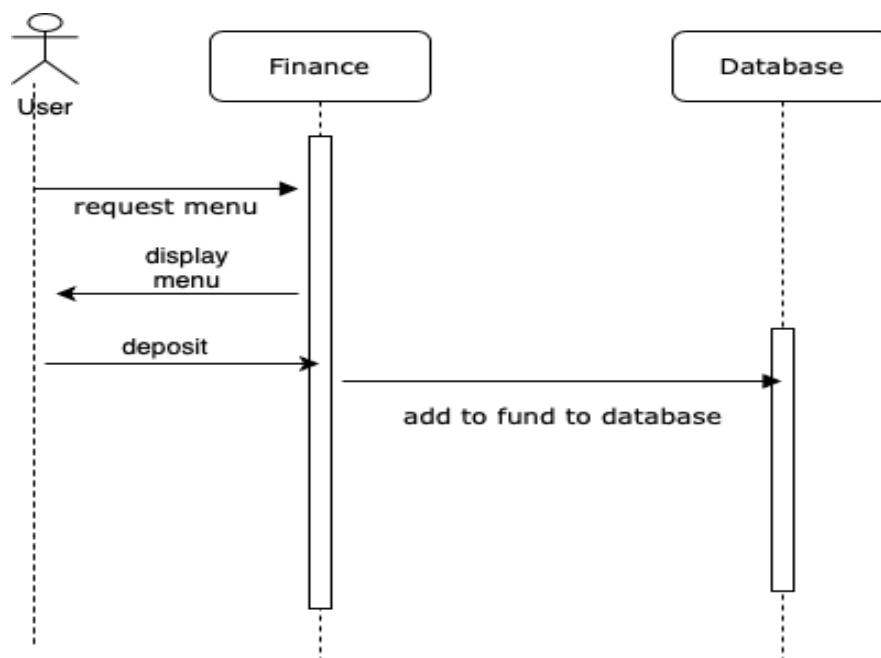 Finance
Database
User
request menu
display
menu
deposit
add to fund to database